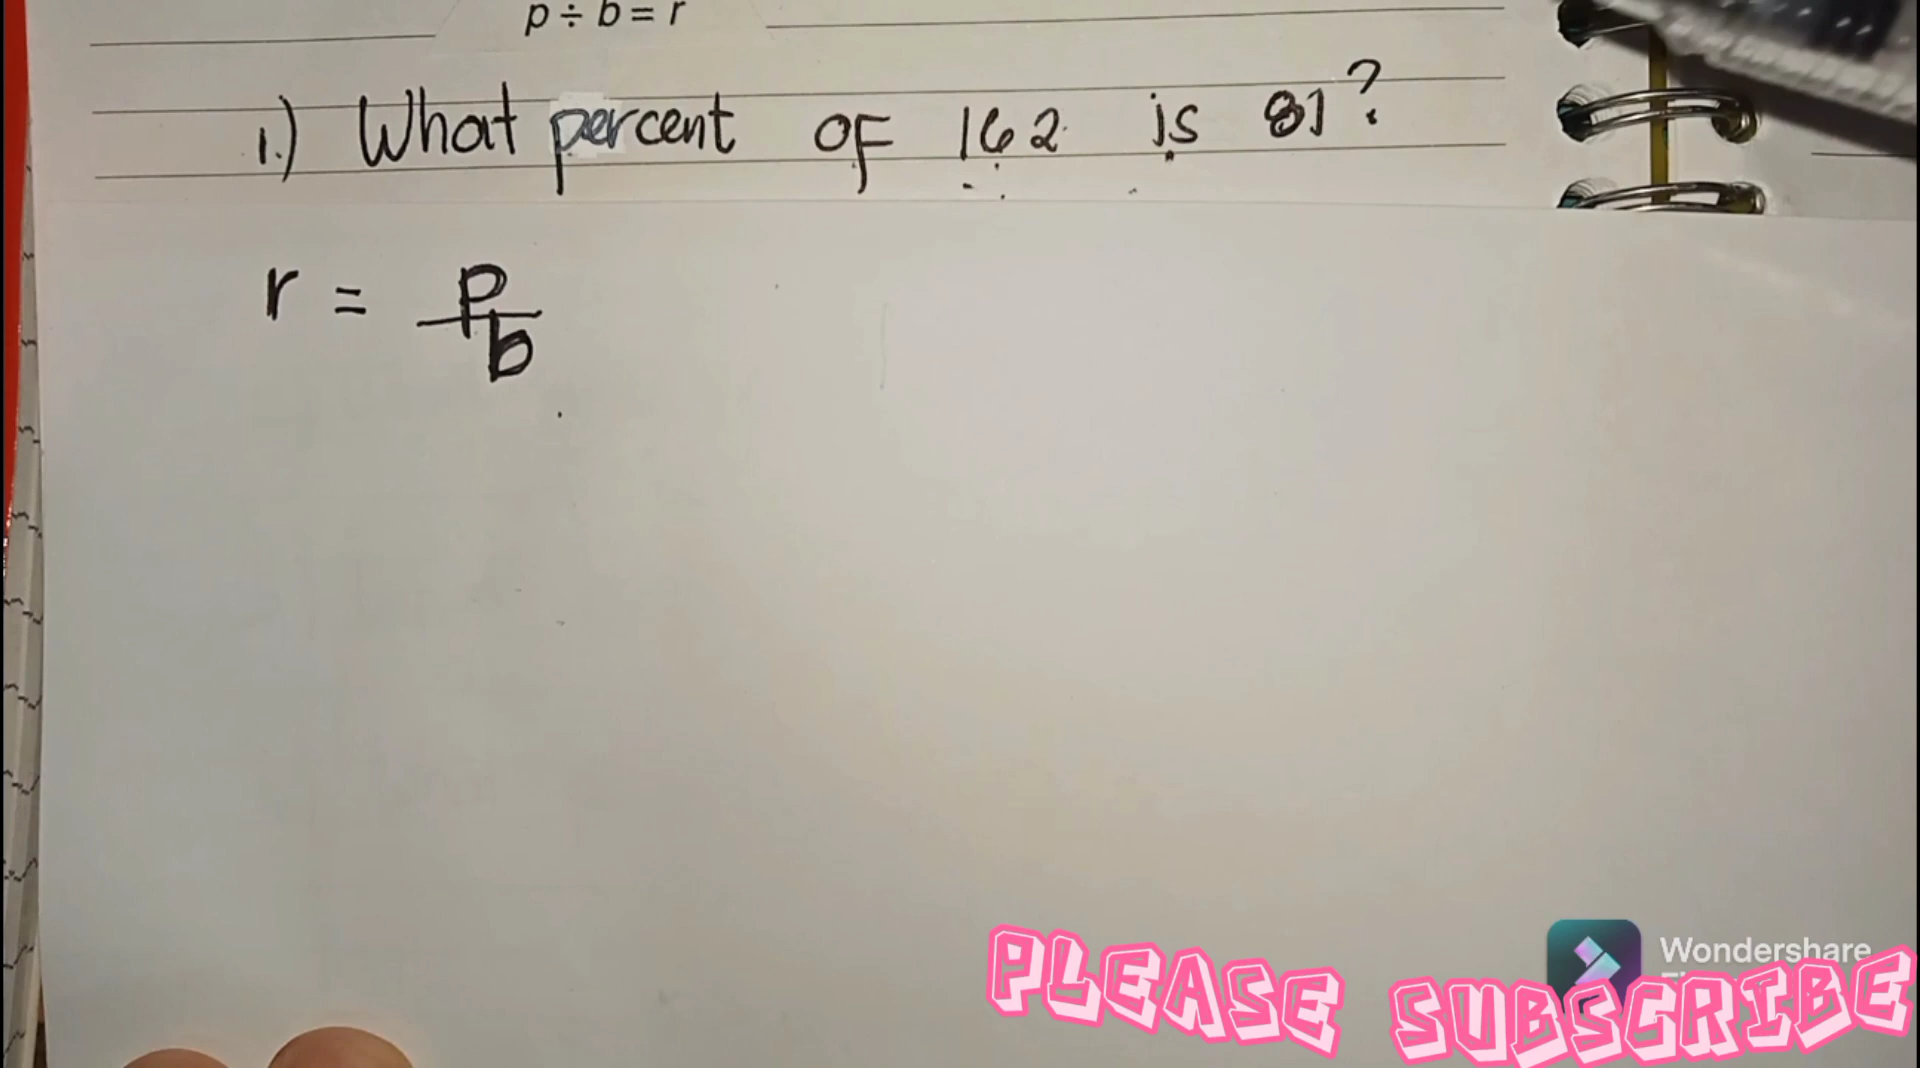 p ÷ b = r
1.) What percent of 162 is 81?
r = p/b
Wondershare
PLEASE SUBSCRIBE